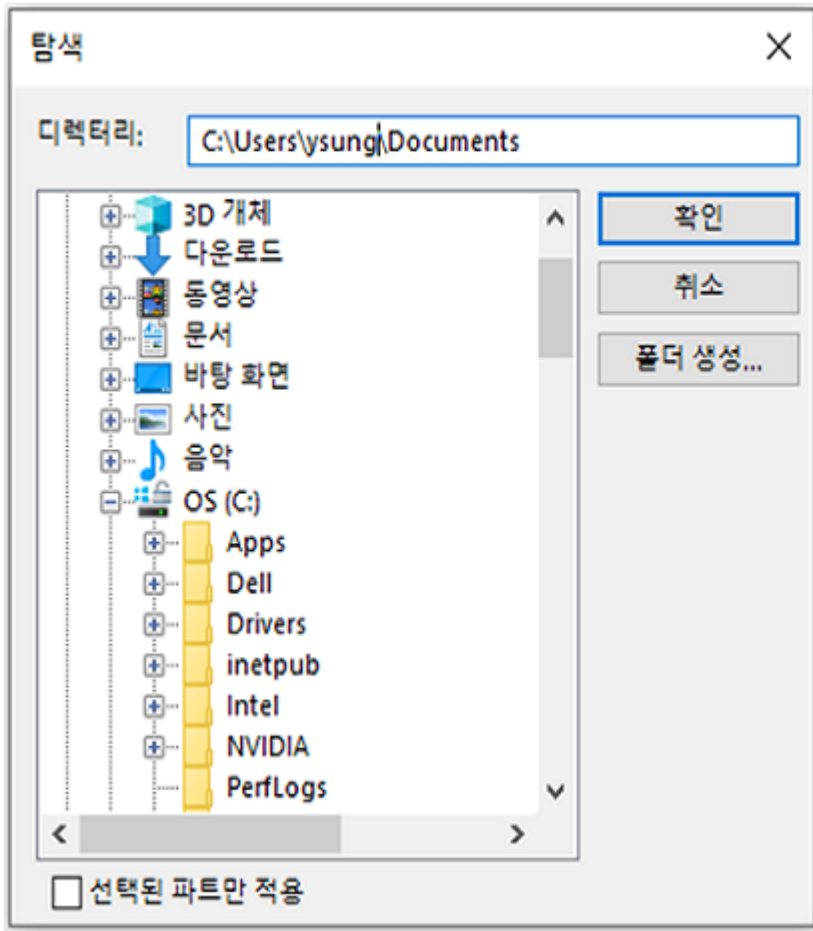 탐색
디렉터리: C:\Users\ysung\Documents
3D 개체
다운로드
동영상
문서
바탕 화면
사진
음악
OS (C:)
Apps
Dell
Drivers
inetpub
Intel
NVIDIA
PerfLogs
확인
취소
폴더 생성...
선택된 파트만 적용